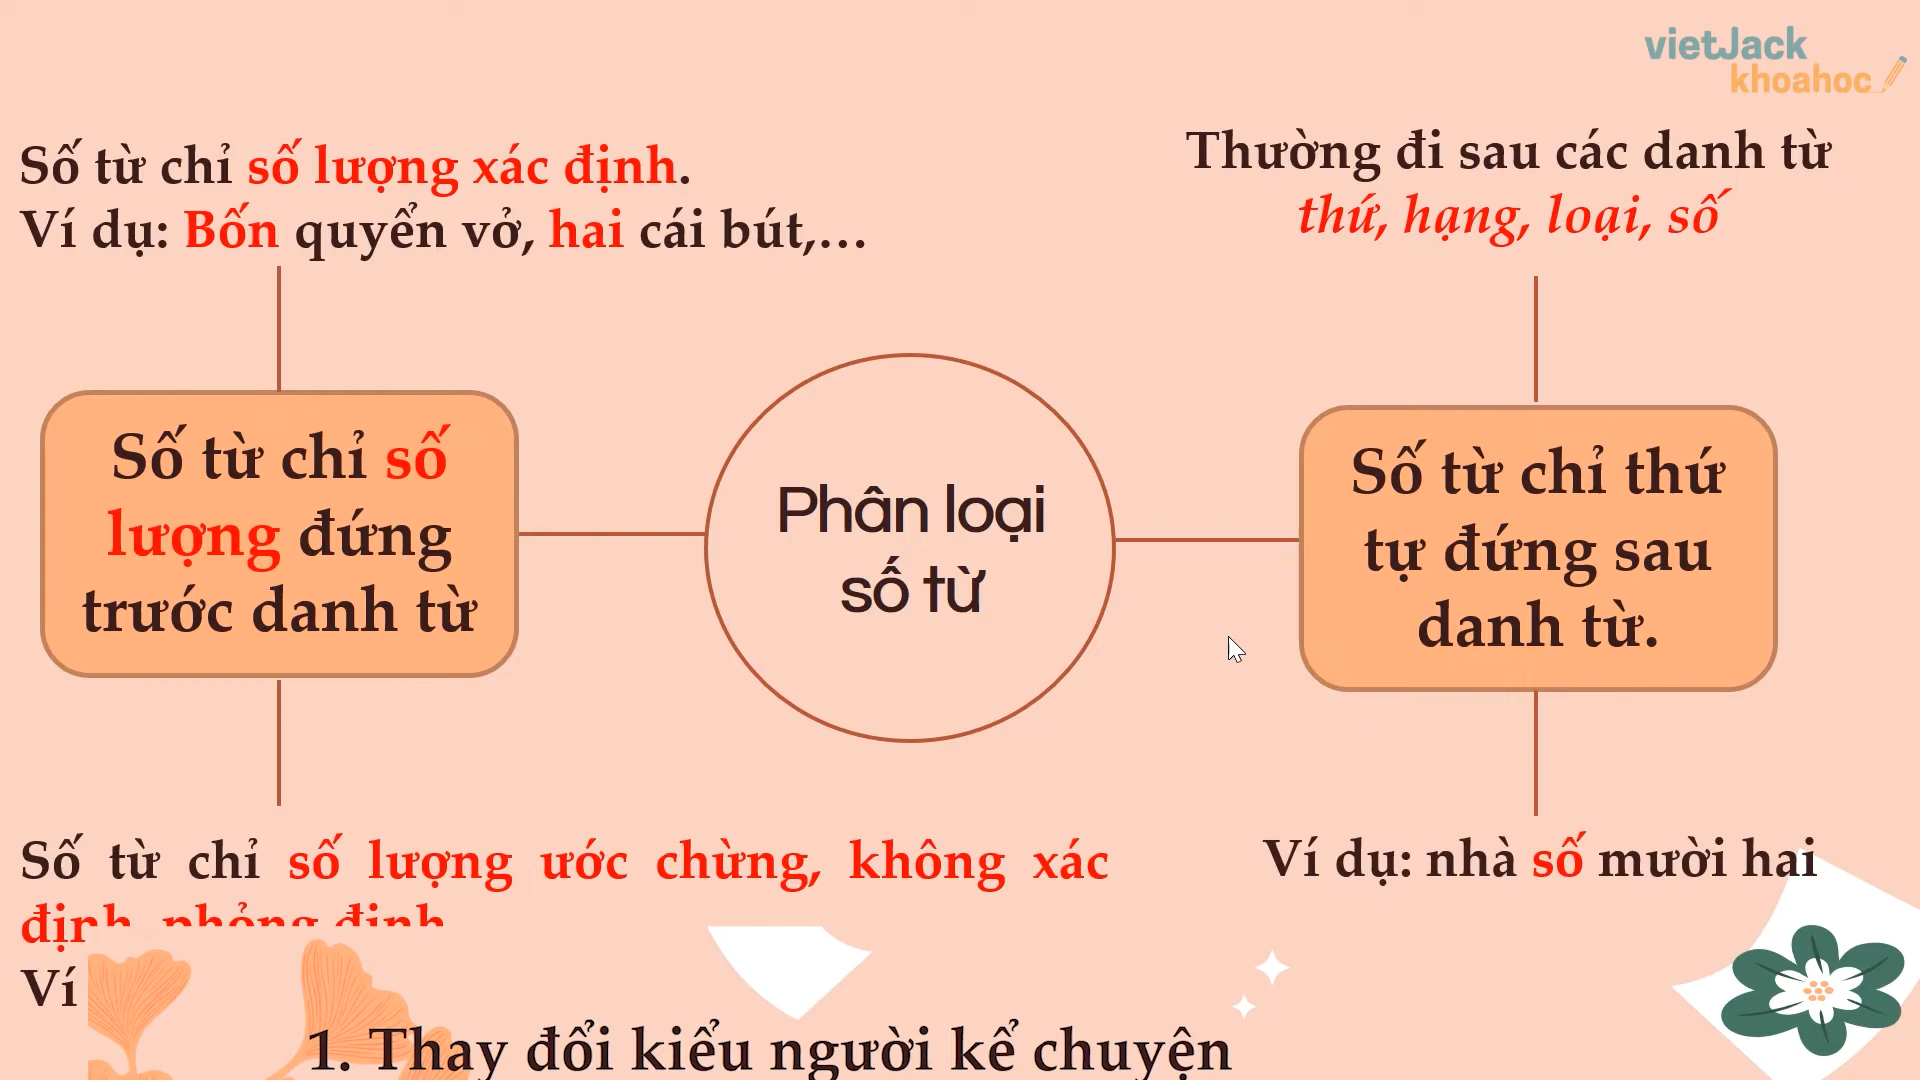 vietJack
khoahoc
Số từ chỉ số lượng xác định.
Ví dụ: Bốn quyển vở, hai cái bút,...
Thường đi sau các danh từ
thứ, hạng, loại, số
Số từ chỉ số
lượng đứng
trước danh từ
Phân loại
số từ
Số từ chỉ thứ
tự đứng sau
danh từ.
Số từ chỉ số lượng ước chừng, không xác
định, phỏng định
Ví
Ví dụ: nhà số mười hai
1. Thay đổi kiểu người kể chuyện